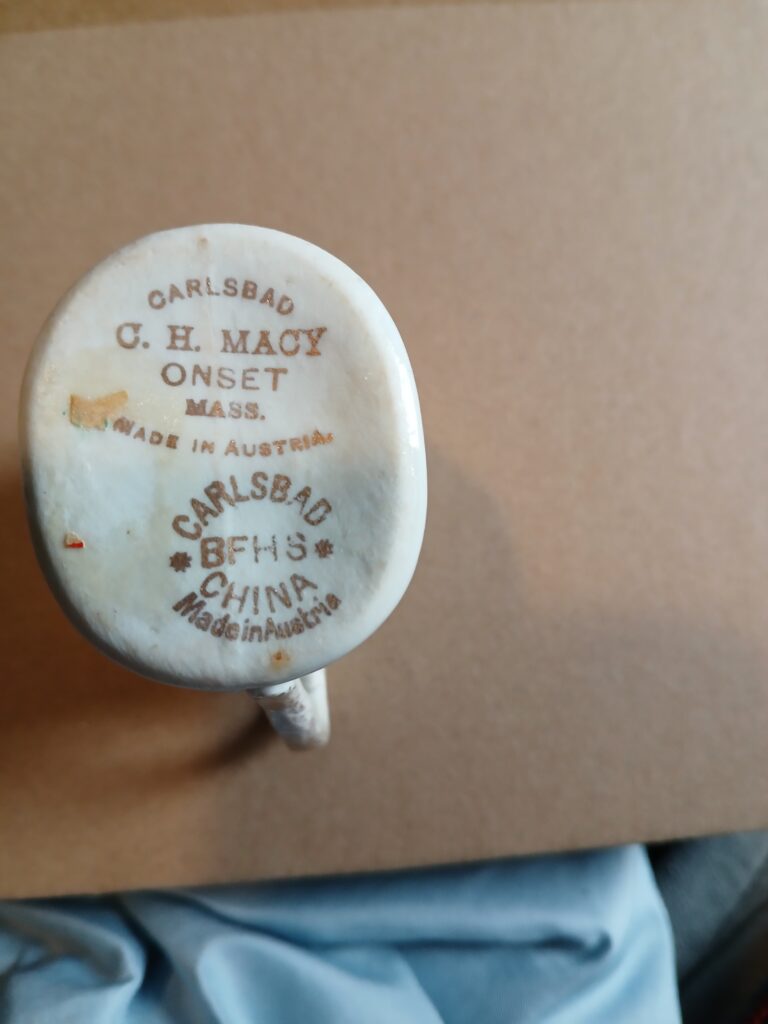 CARLSBAD
C. H. MACY
ONSET
MASS.
MADE IN AUSTRIA.
CARLSBAD
BFHS
CHINA
Made in Austria